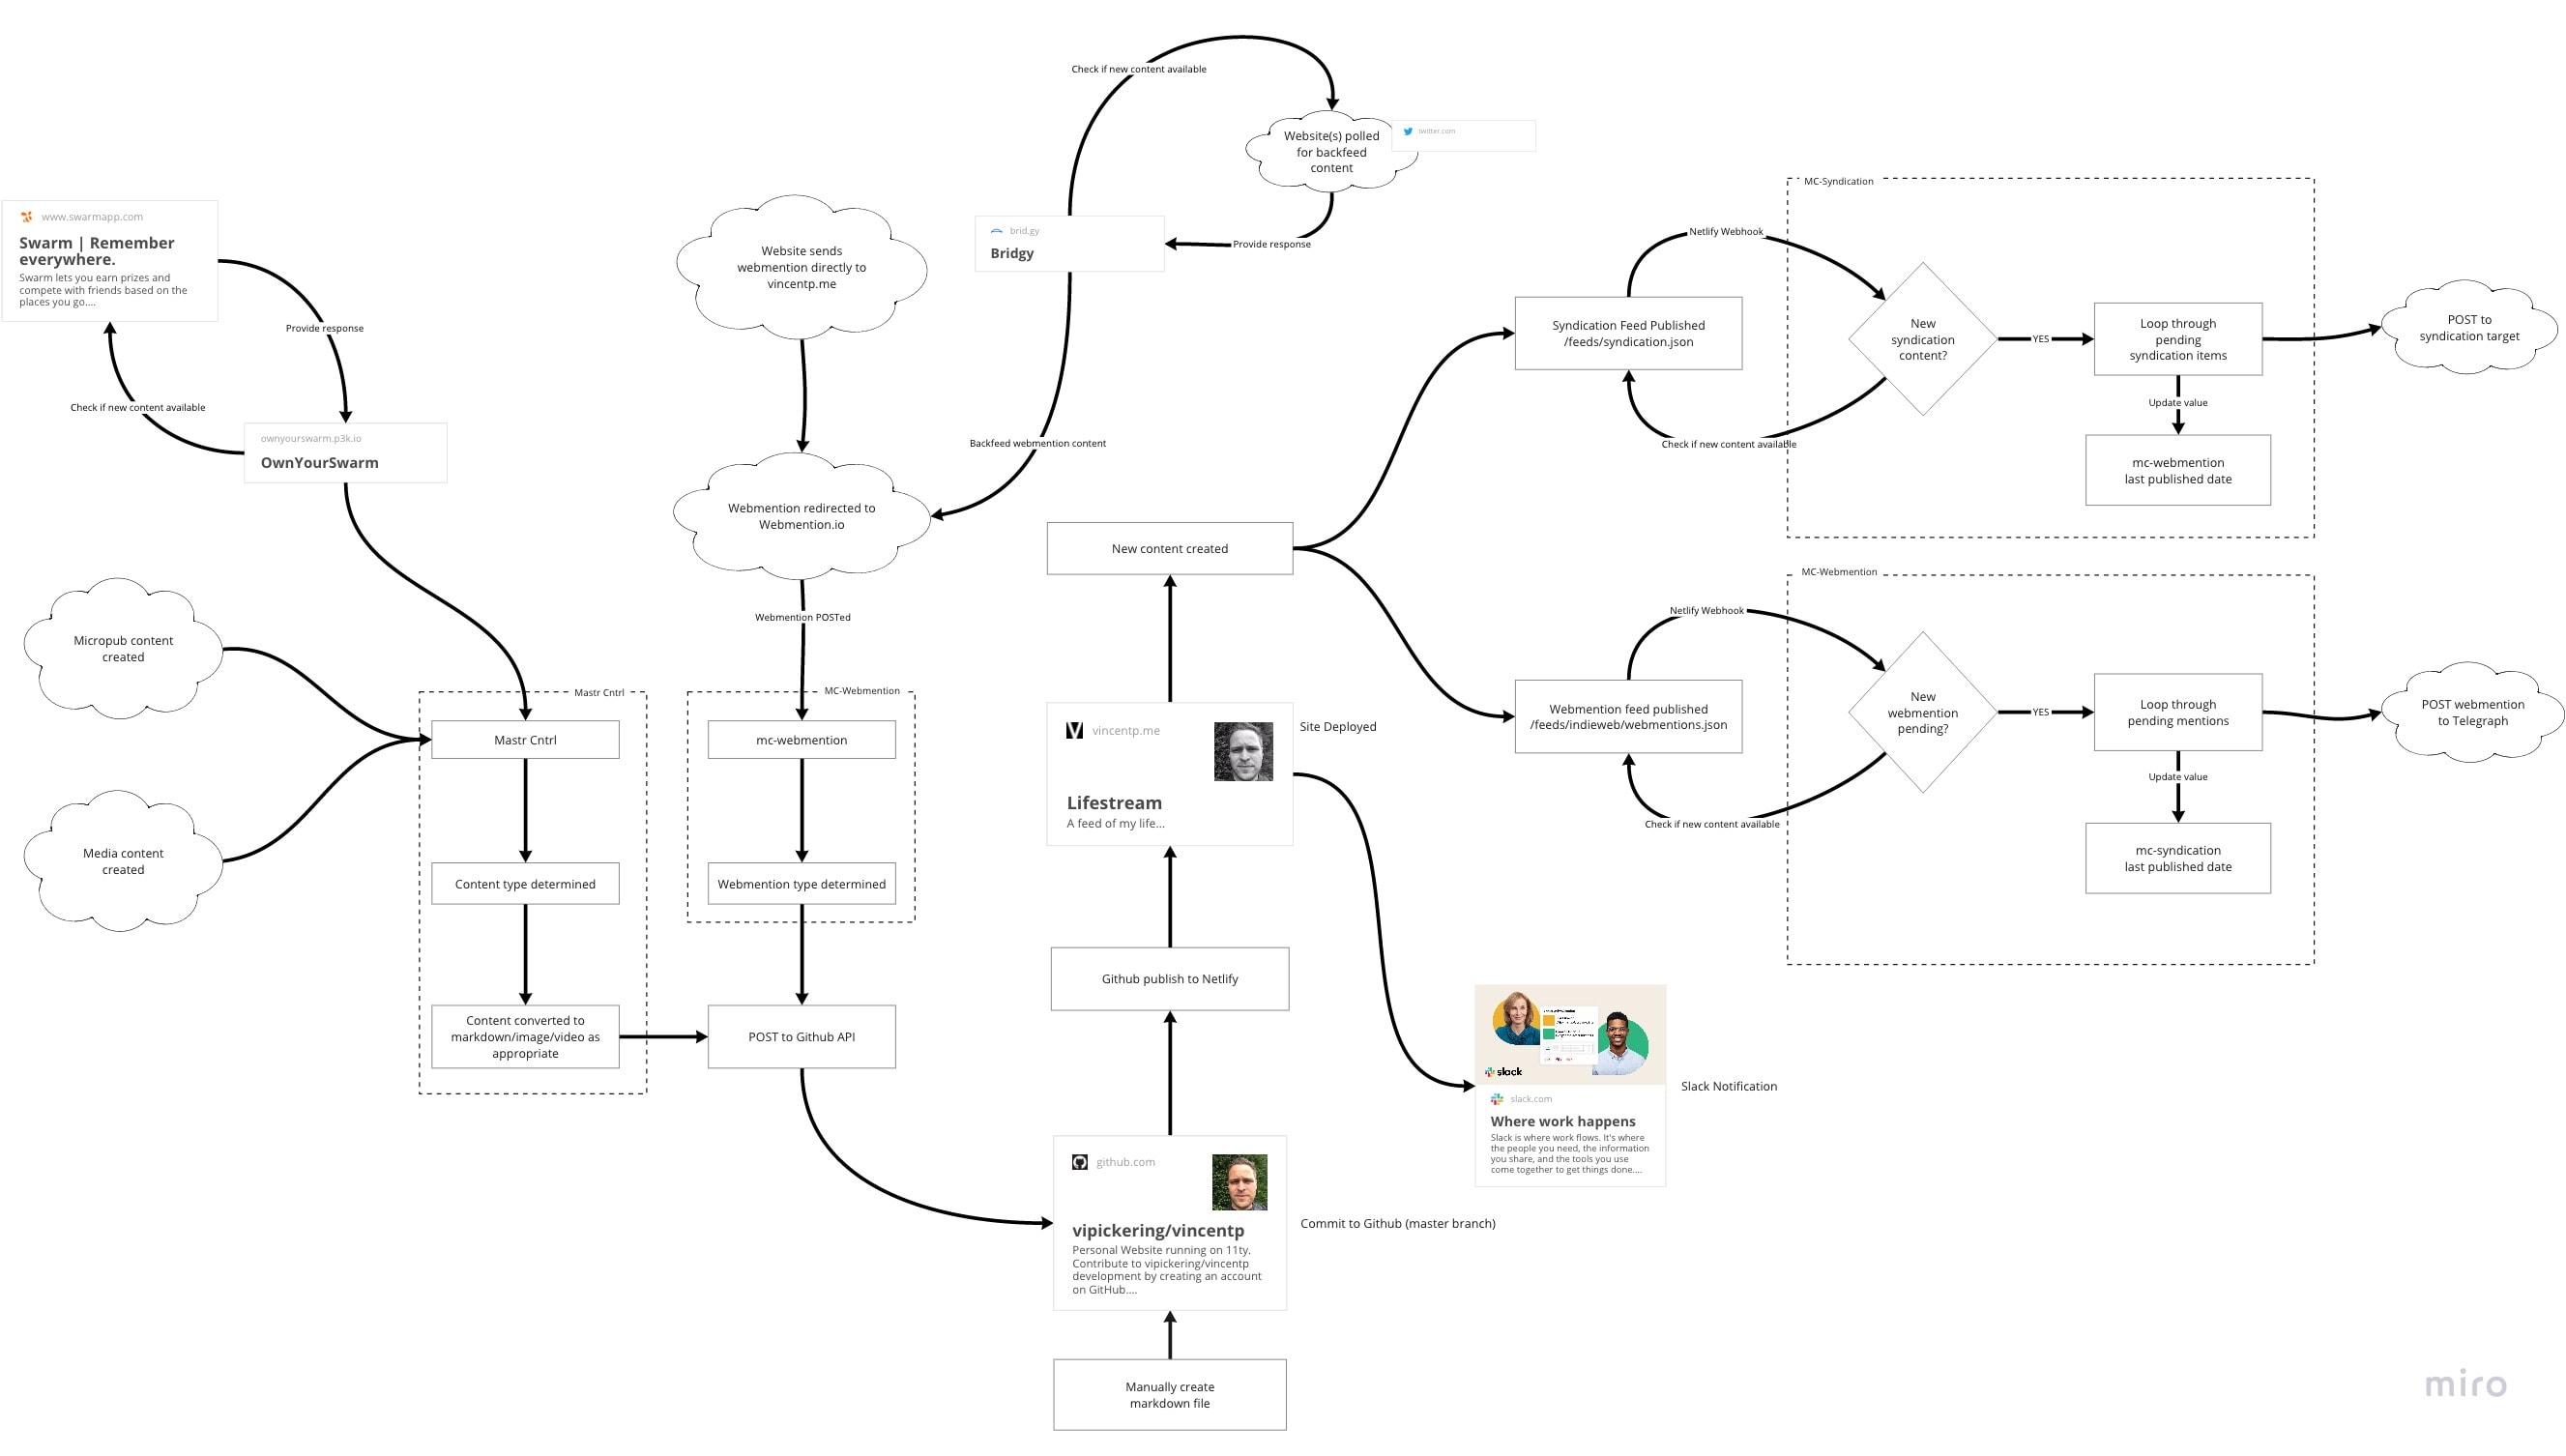 Check if new content available
Website(s) polled
for backfeed
content
twitter.com
MC-Syndication
www.swarmapp.com
Swarm | Remember
everywhere.
Swarm lets you earn prizes and
compete with friends based on the
places you go....
Website sends
webmention directly to
vincentp.me
brid.gy
Bridgy
Provide response
Netlify Webhook
Provide response
Syndication Feed Published
/feeds/syndication.json
New
syndication
content?
YES
Loop through
pending
syndication items
POST to
syndication target
Check if new content available
Update value
ownyourswarm.p3k.io
OwnYourSwarm
Backfeed webmention content
Check if new content available
mc-webmention
last published date
Webmention redirected to
Webmention.io
New content created
MC-Webmention
Webmention POSTed
Netlify Webhook
Micropub content
created
Mastr Cntrl
MC-Webmention
Mastr Cntrl
mc-webmention
vincentp.me
Lifestream
A feed of my life...
Site Deployed
Webmention feed published
/feeds/indieweb/webmentions.json
New
webmention
pending?
YES
Loop through
pending mentions
POST webmention
to Telegraph
Update value
Check if new content available
mc-syndication
last published date
Media content
created
Content type determined
Webmention type determined
Github publish to Netlify
Content converted to
markdown/image/video as
appropriate
POST to Github API
slack
slack.com
Where work happens
Slack is where work flows. It's where
the people you need, the information
you share, and the tools you use
come together to get things done....
Slack Notification
github.com
vipickering/vincentp
Personal Website running on 11ty.
Contribute to vipickering/vincentp
development by creating an account
on GitHub....
Commit to Github (master branch)
Manually create
markdown file
miro